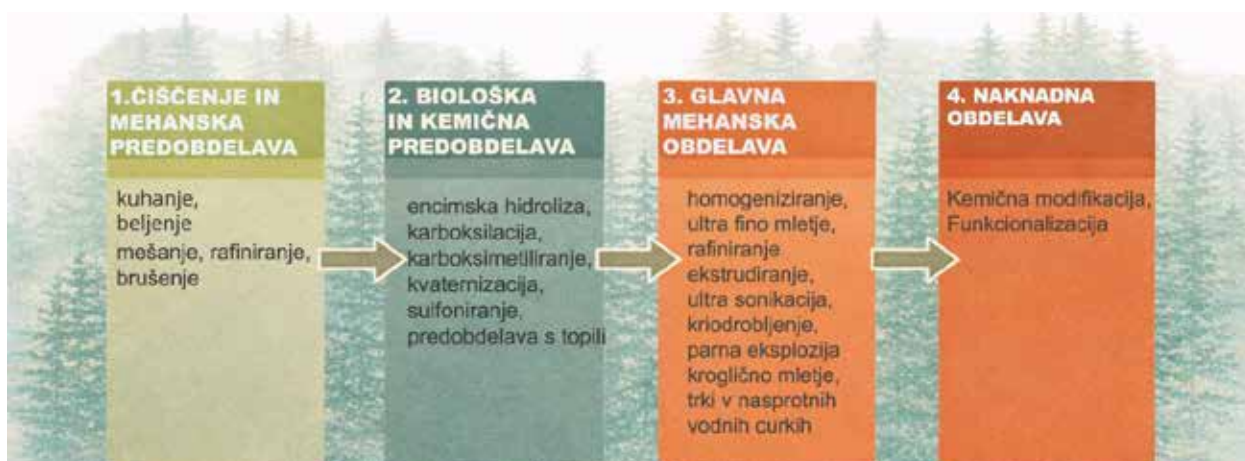 1.ČIŠČENJE IN
MEHANSKA
PREDOBDELAVA
kuhanje,
beljenje
mešanje, rafiniranje,
brušenje
2. BIOLOŠKA
IN KEMIČNA
PREDOBDELAVA
encimska hidroliza,
karboksilacija,
karboksimetiliranje,
kvaternizacija,
sulfoniranje,
predobdelava s topili
3. GLAVNA
MEHANSKA
OBDELAVA
homogeniziranje,
ultra fino mletje,
rafiniranje
ekstrudiranje,
ultra sonikacija,
kriodrobljenje,
parna eksplozija
kroglično mletje,
trki v nasprotnih
vodnih curkih
4. NAKNADNA
OBDELAVA
Kemična modifikacija,
Funkcionalizacija